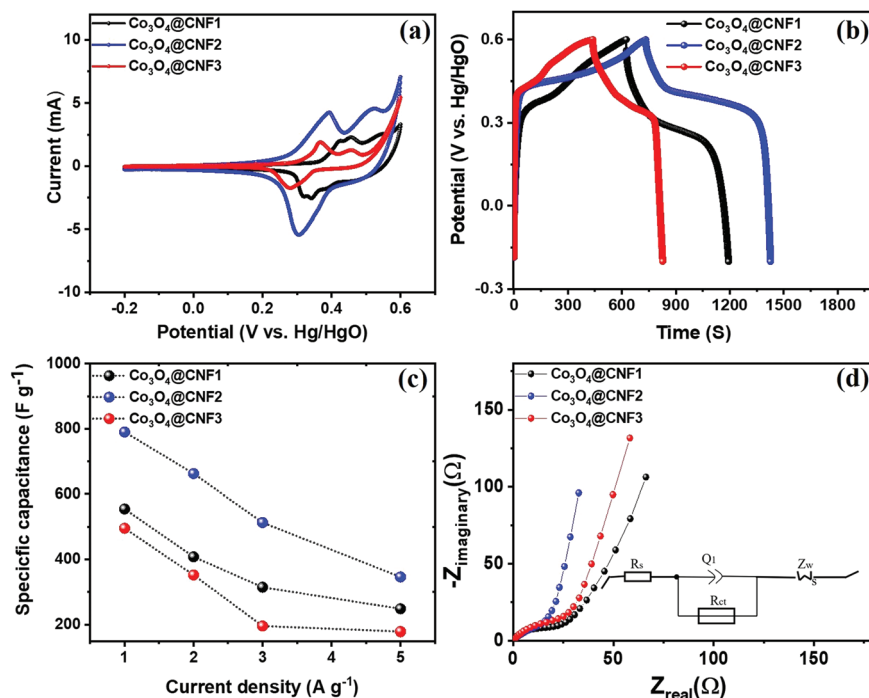 Co₃O₄@CNF1
Co₃O₄@CNF2
Co₃O₄@CNF3
(a)
10
5
0
5
-10
Current (mA)
-0.2
0.0
0.2
0.4
0.6
Potential (V vs. Hg/HgO)
Co₃O₄@CNF1
Co₃O₄@CNF2
Co₃O₄@CNF3
(b)
0.6
0.3
0.0
-0.3
Potential (V vs. Hg/HgO)
0
300
600
900
1200
1500
1800
Time (S)
Co₃O₄@CNF1
Co₃O₄@CNF2
Co₃O₄@CNF3
(c)
1000
800
600
400
200
Specicfic capacitance (F g⁻¹)
1
2
3
4
5
Current density (A g⁻¹)
Co₃O₄@CNF1
Co₃O₄@CNF2
Co₃O₄@CNF3
(d)
150
100
50
0
-Zimaginary(Ω)
0
50
100
150
Zreal(Ω)
Rs
Q1
Rct
Zw
s